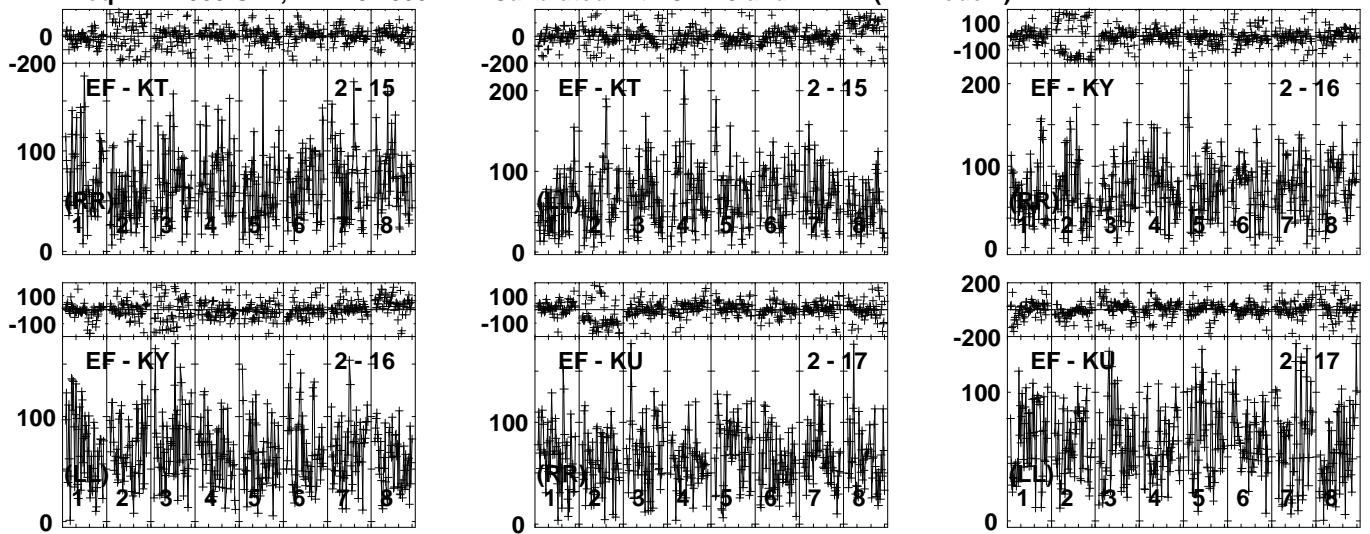 0 0 100
-200 -100
EF - KT 2 - 15 EF - KT 2 - 15 EF - KY 2 - 16
200 200
100 100 100
(RR) (LL) (RR)
1 2 3 4 5 6 7 8 1 2 3 4 5 6 7 8 1 2 3 4 5 6 7 8
0 0 0
100 100 200
-100 -100 -200
EF - KY 2 - 16 EF - KU 2 - 17 EF - KU 2 - 17
100 100 100
(LL) (RR) (LL)
1 2 3 4 5 6 7 8 1 2 3 4 5 6 7 8 1 2 3 4 5 6 7 8
0 0 0